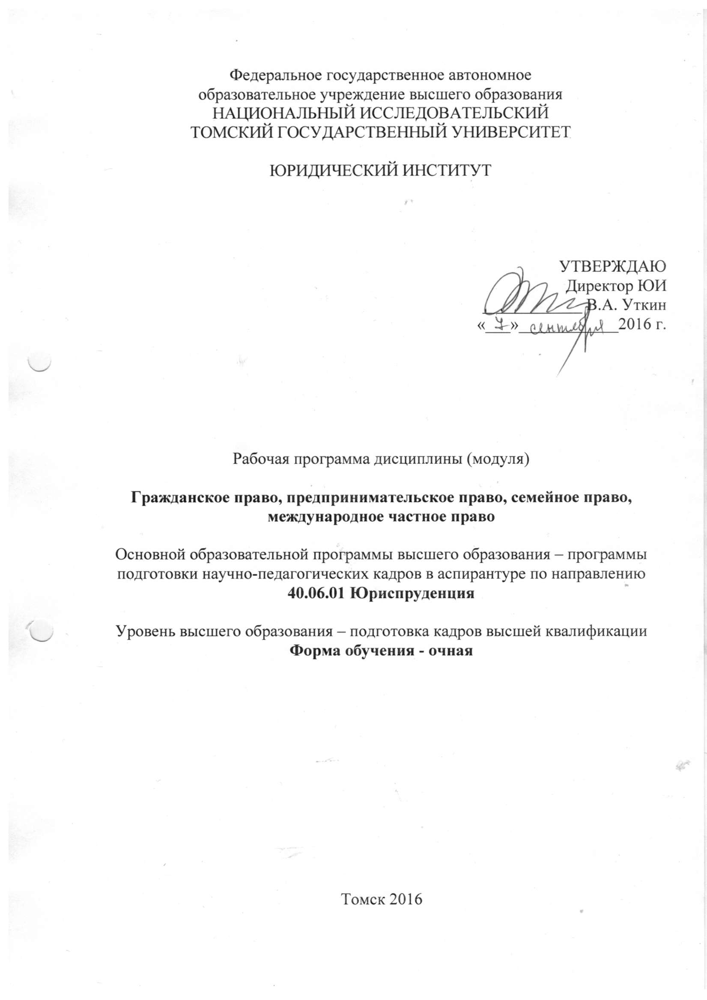 Федеральное государственное автономное
образовательное учреждение высшего образования
НАЦИОНАЛЬНЫЙ ИССЛЕДОВАТЕЛЬСКИЙ
ТОМСКИЙ ГОСУДАРСТВЕННЫЙ УНИВЕРСИТЕТ
ЮРИДИЧЕСКИЙ ИНСТИТУТ
УТВЕРЖДАЮ
Директор ЮИ
В.А. Уткин
«7» сентября 2016 г.
Рабочая программа дисциплины (модуля)
Гражданское право, предпринимательское право, семейное право,
международное частное право
Основной образовательной программы высшего образования – программы
подготовки научно-педагогических кадров в аспирантуре по направлению
40.06.01 Юриспруденция
Уровень высшего образования – подготовка кадров высшей квалификации
Форма обучения - очная
Томск 2016